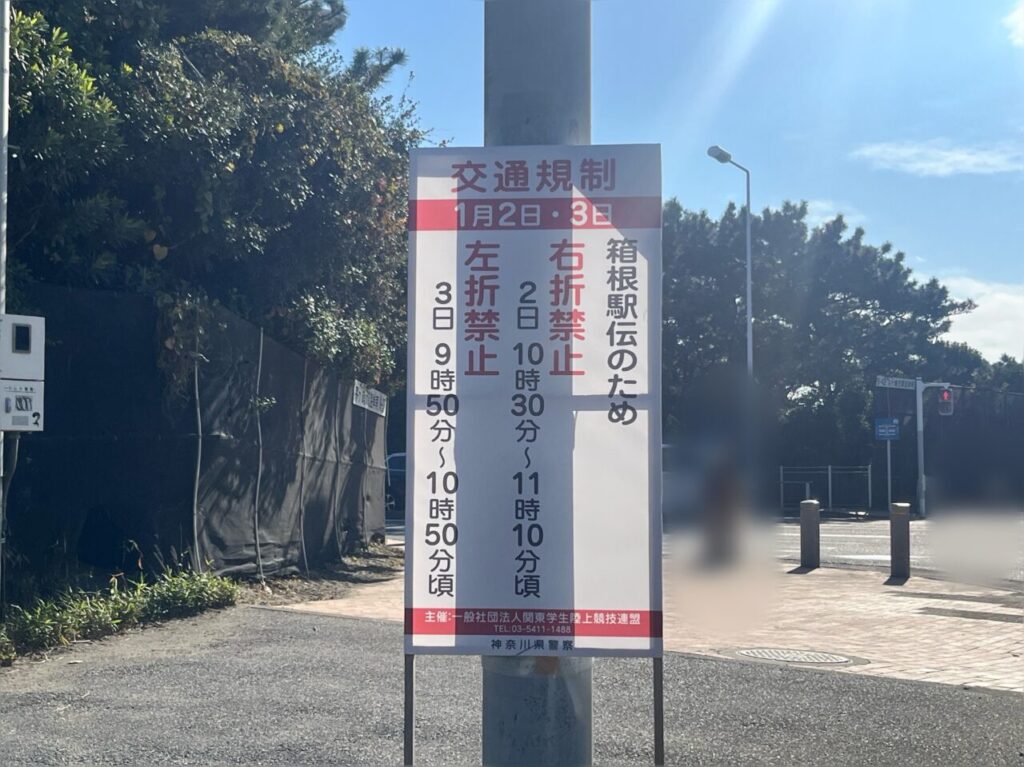 交通規制
1月2日・3日
箱根駅伝のため
右折禁止
2日 10時30分～11時10分頃
左折禁止
3日 9時50分～10時50分頃
主催:一般社団法人関東学生陸上競技連盟
TEL:03-5411-1488
神奈川県警察